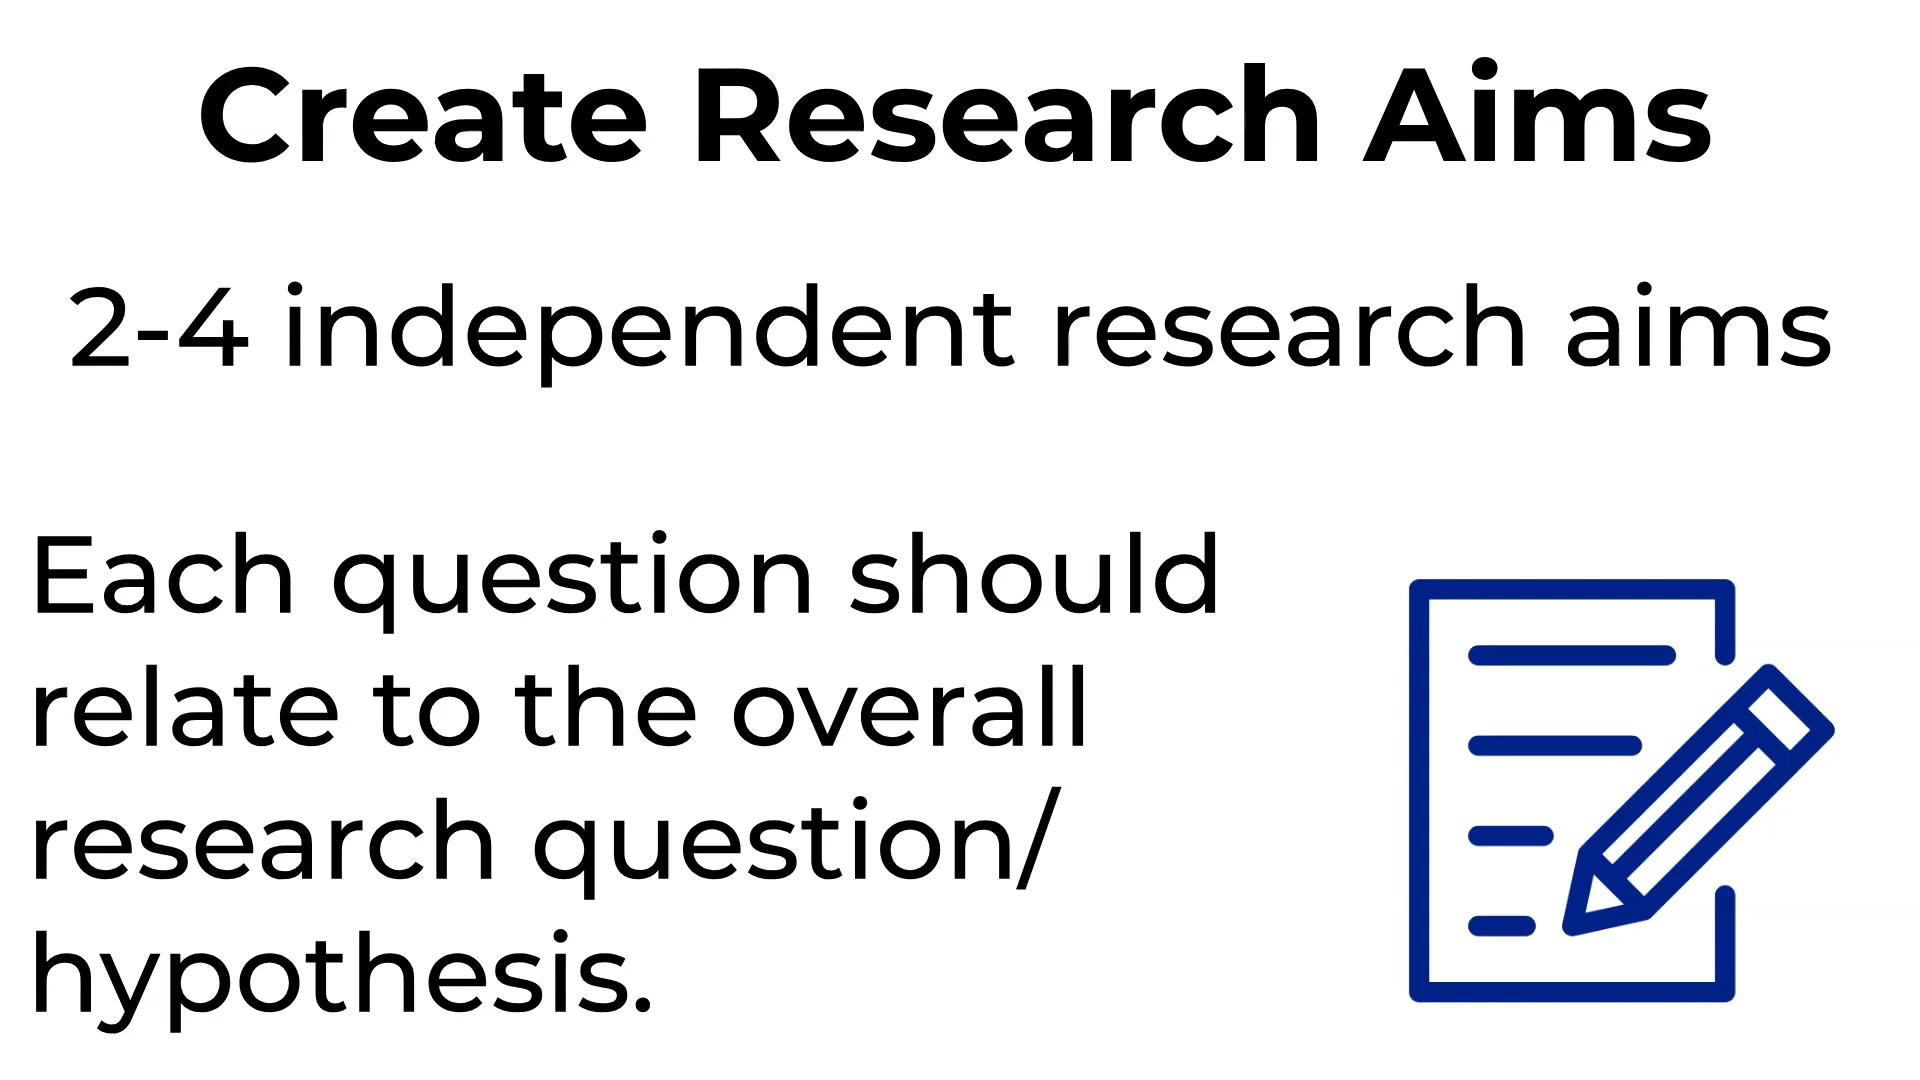 Create Research Aims
2-4 independent research aims
Each question should
relate to the overall
research question/
hypothesis.